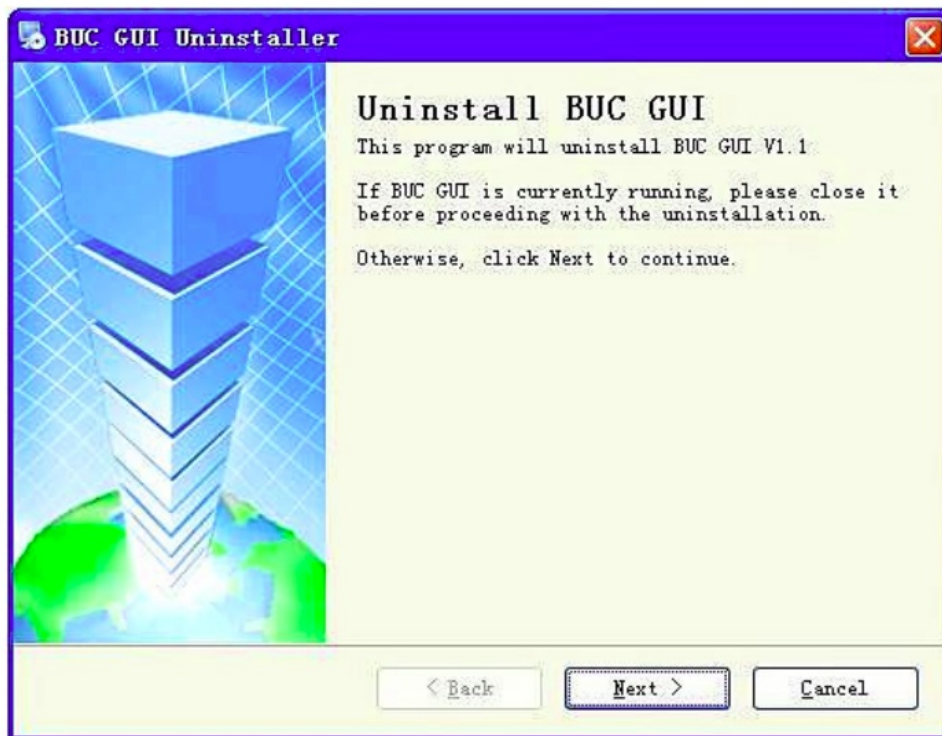 BUC GUI Uninstaller
Uninstall BUC GUI
This program will uninstall BUC GUI V1.1
If BUC GUI is currently running, please close it
before proceeding with the uninstallation.
Otherwise, click Next to continue.
< Back
Next >
Cancel